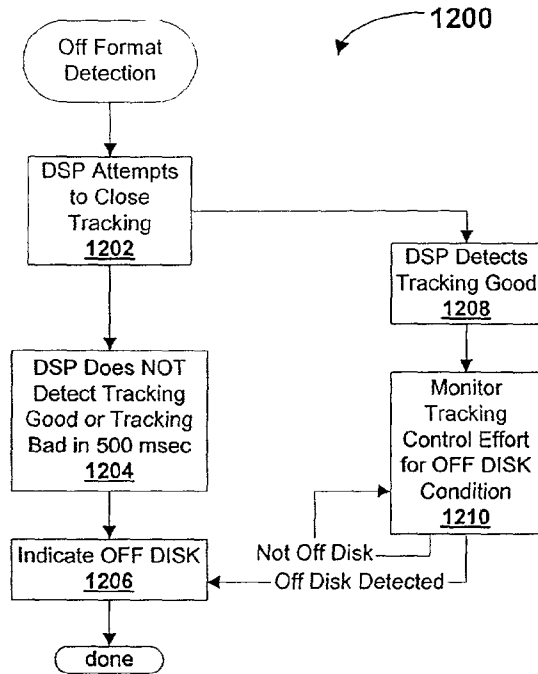 1200
Off Format
Detection
DSP Attempts
to Close
Tracking
1202
DSP Detects
Tracking Good
1208
DSP Does NOT
Detect Tracking
Good or Tracking
Bad in 500 msec
1204
Monitor
Tracking
Control Effort
for OFF DISK
Condition
1210
Not Off Disk
Off Disk Detected
Indicate OFF DISK
1206
done